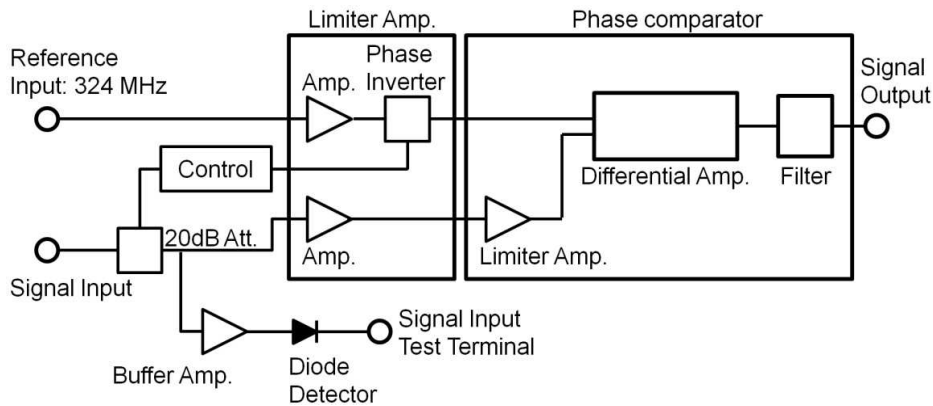 Limiter Amp.
Phase comparator
Reference
Input: 324 MHz
Amp.
Phase
Inverter
Signal
Output
Control
Differential Amp.
Filter
20dB Att.
Signal Input
Amp.
Limiter Amp.
Buffer Amp.
Diode
Detector
Signal Input
Test Terminal